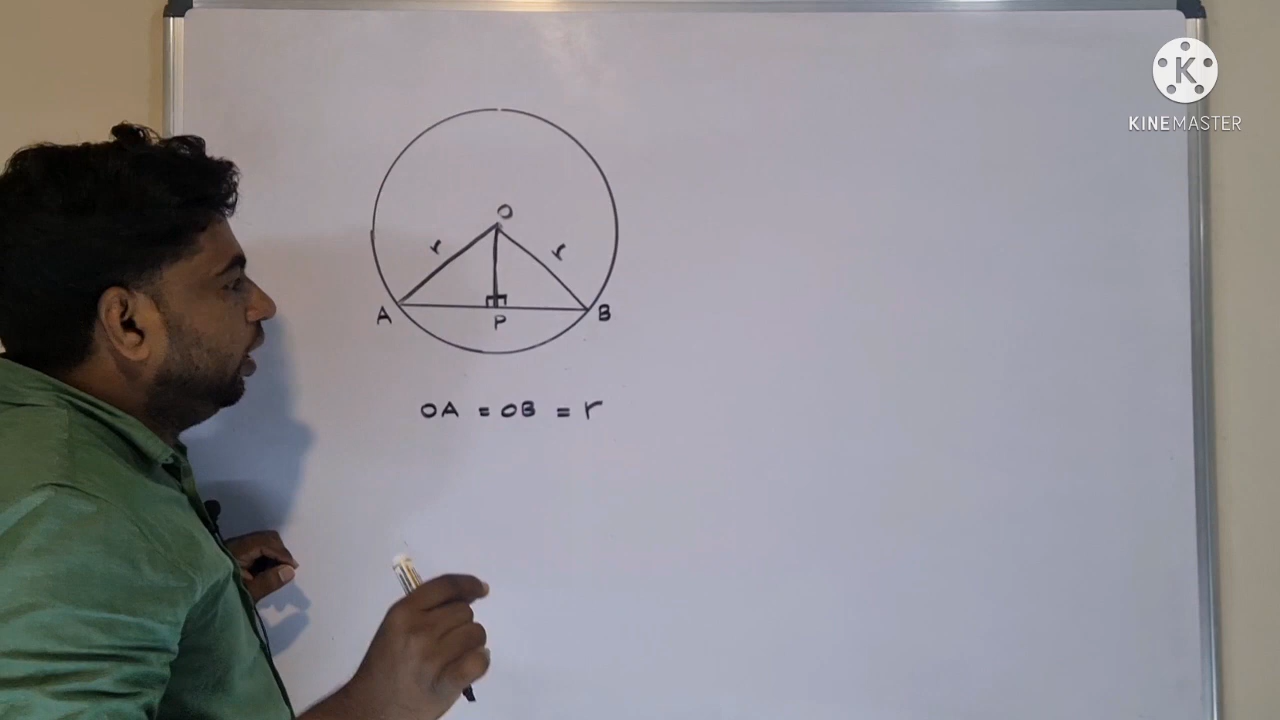 K
KINEMASTER
O
r r
A P B
OA = OB = r